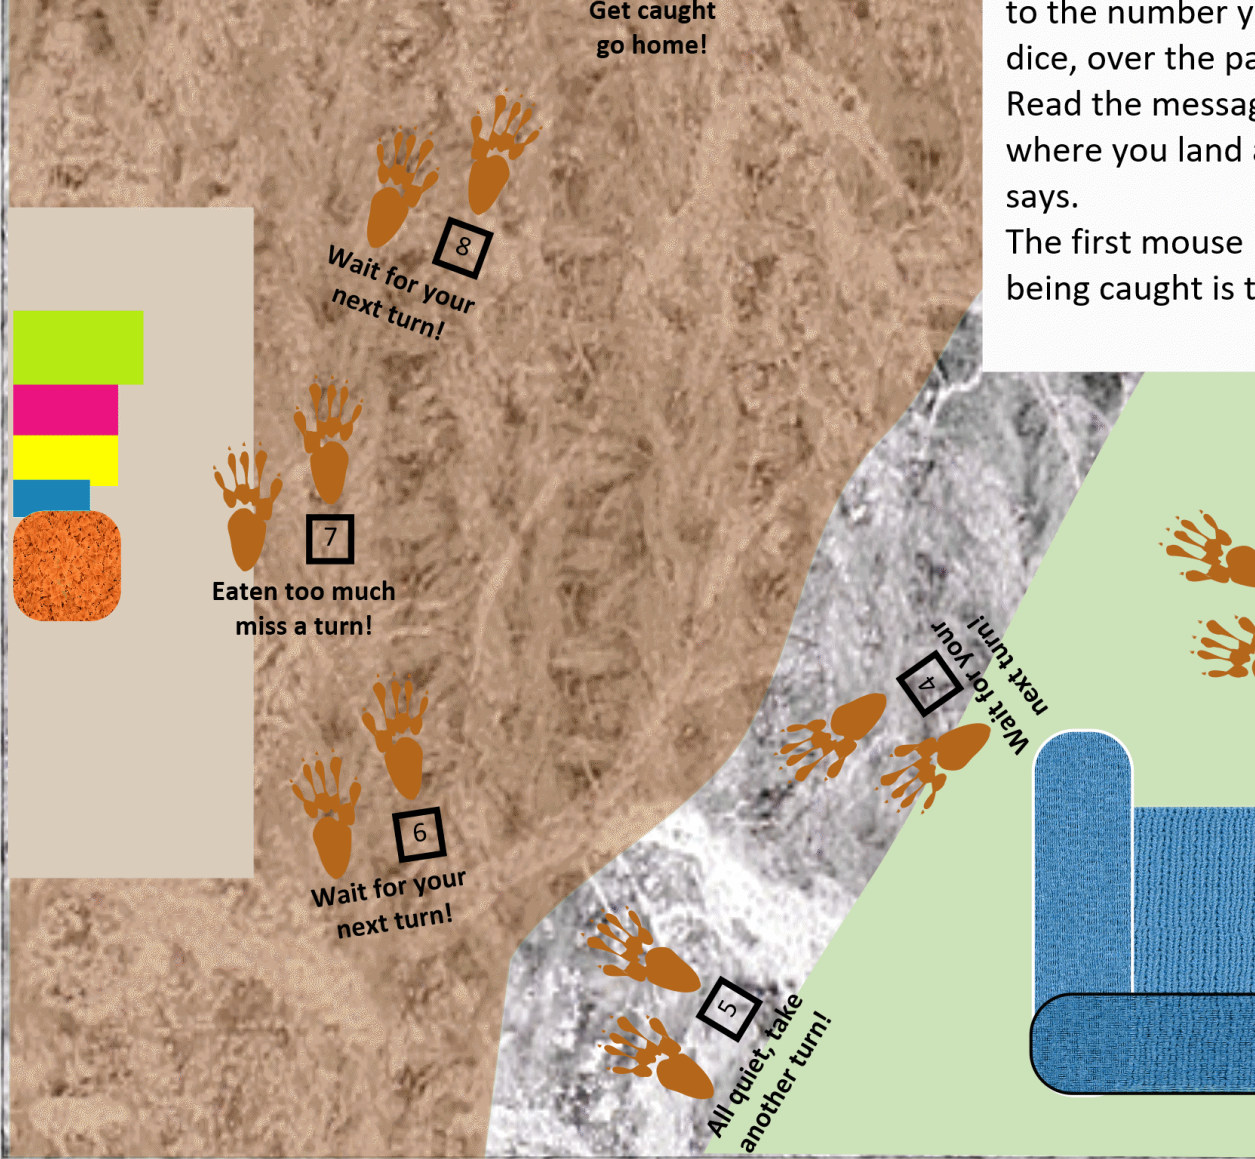 Get caught
go home!
to the number y
dice, over the pa
Read the messag
where you land a
says.
The first mouse
being caught is t
8
Wait for your
next turn!
7
Eaten too much
miss a turn!
4
Wait for your
next turn!
6
Wait for your
next turn!
5
All quiet, take
another turn!